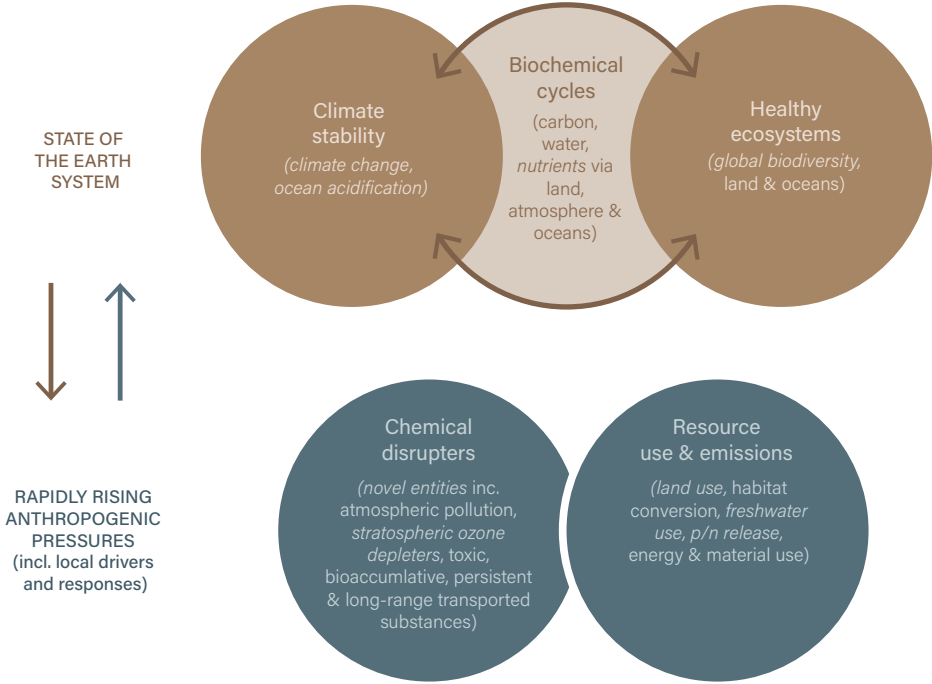 STATE OF
THE EARTH
SYSTEM
Climate
stability
(climate change,
ocean acidification)
Biochemical
cycles
(carbon,
water,
nutrients via
land,
atmosphere &
oceans)
Healthy
ecosystems
(global biodiversity,
land & oceans)
RAPIDLY RISING
ANTHROPOGENIC
PRESSURES
(incl. local drivers
and responses)
Chemical
disrupters
(novel entities inc.
atmospheric pollution,
stratospheric ozone
depleters, toxic,
bioaccumlative, persistent
& long-range transported
substances)
Resource
use & emissions
(land use, habitat
conversion, freshwater
use, p/n release,
energy & material use)